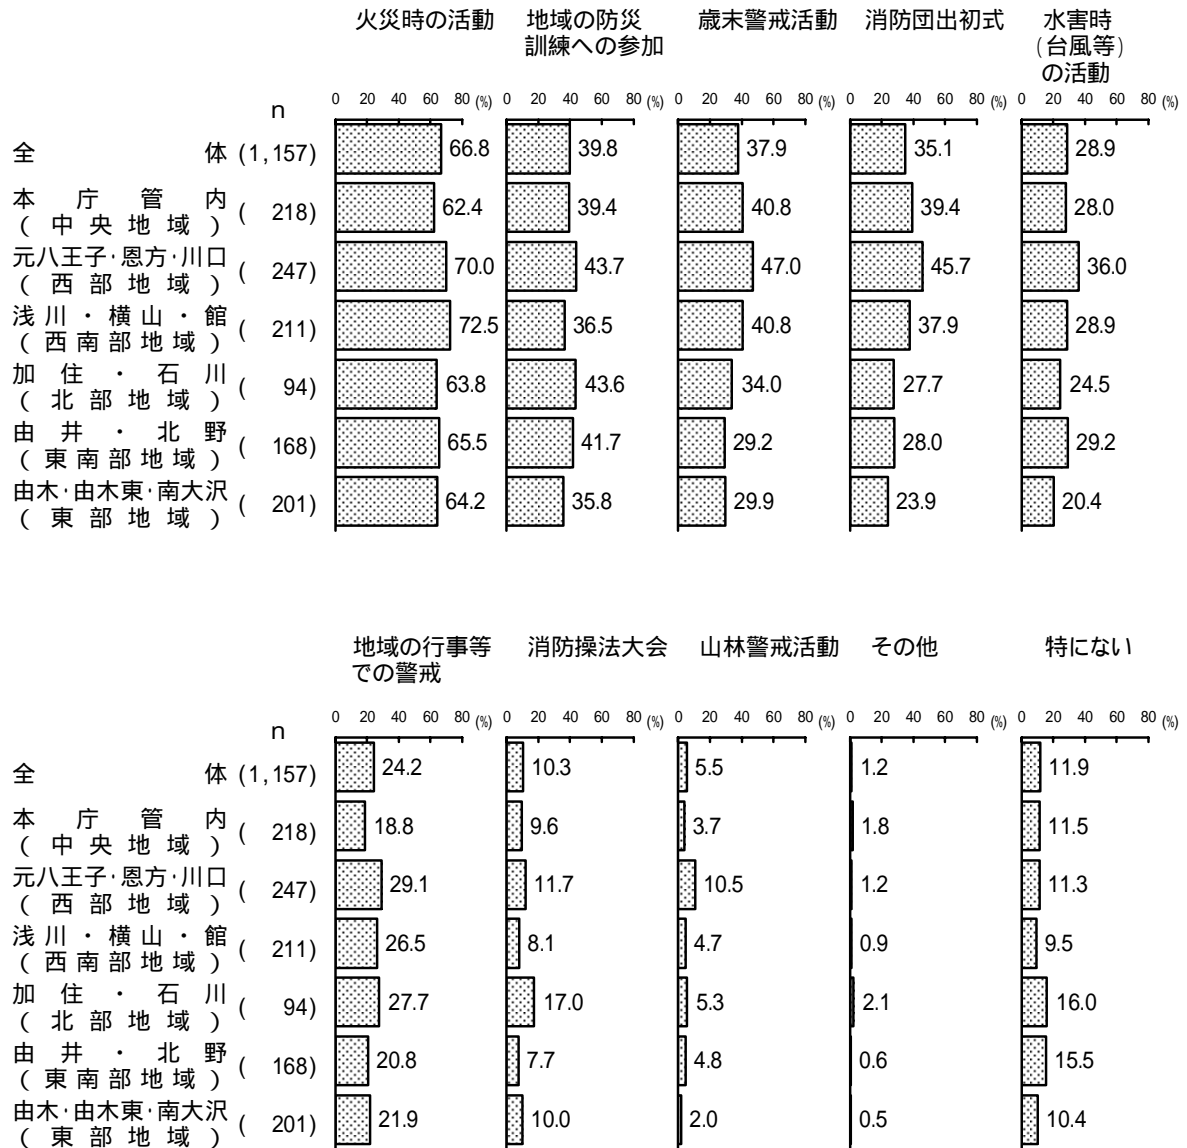 火災時の活動 地域の防災 歳末警戒活動 消防団出初式 水害時
訓練への参加 (台風等)
の活動
0 20 40 60 80 (%) 0 20 40 60 80 (%) 0 20 40 60 80 (%) 0 20 40 60 80 (%) 0 20 40 60 80 (%)
n
全体 (1,157) 66.8 39.8 37.9 35.1 28.9
本庁管内
(中央地域) ( 218) 62.4 39.4 40.8 39.4 28.0
元八王子・恩方・川口
(西部地域) ( 247) 70.0 43.7 47.0 45.7 36.0
浅川・横山・館
(西南部地域) ( 211) 72.5 36.5 40.8 37.9 28.9
加住・石川
(北部地域) ( 94) 63.8 43.6 34.0 27.7 24.5
由井・北野
(東南部地域) ( 168) 65.5 41.7 29.2 28.0 29.2
由木・由木東・南大沢
(東部地域) ( 201) 64.2 35.8 29.9 23.9 20.4
地域の行事等 消防操法大会 山林警戒活動 その他 特にない
での警戒
0 20 40 60 80 (%) 0 20 40 60 80 (%) 0 20 40 60 80 (%) 0 20 40 60 80 (%) 0 20 40 60 80 (%)
n
全体 (1,157) 24.2 10.3 5.5 1.2 11.9
本庁管内
(中央地域) ( 218) 18.8 9.6 3.7 1.8 11.5
元八王子・恩方・川口
(西部地域) ( 247) 29.1 11.7 10.5 1.2 11.3
浅川・横山・館
(西南部地域) ( 211) 26.5 8.1 4.7 0.9 9.5
加住・石川
(北部地域) ( 94) 27.7 17.0 5.3 2.1 16.0
由井・北野
(東南部地域) ( 168) 20.8 7.7 4.8 0.6 15.5
由木・由木東・南大沢
(東部地域) ( 201) 21.9 10.0 2.0 0.5 10.4